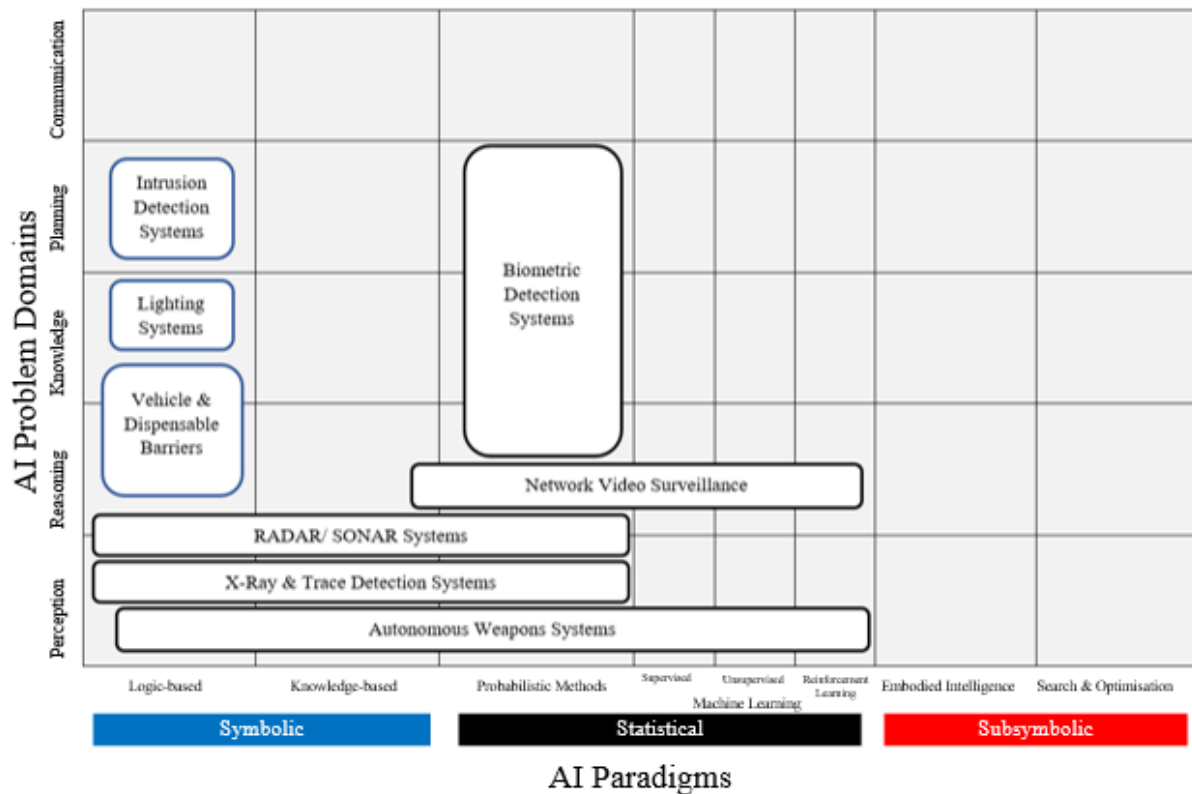 AI Problem Domains
Communication
Planning
Knowledge
Reasoning
Perception
Intrusion
Detection
Systems
Lighting
Systems
Vehicle &
Dispensable
Barriers
Biometric
Detection
Systems
Network Video Surveillance
RADAR/ SONAR Systems
X-Ray & Trace Detection Systems
Autonomous Weapons Systems
Logic-based
Knowledge-based
Probabilistic Methods
Supervised
Unsupervised
Reinforcement
Learning
Machine Learning
Embodied Intelligence
Search & Optimisation
Symbolic
Statistical
Subsymbolic
AI Paradigms